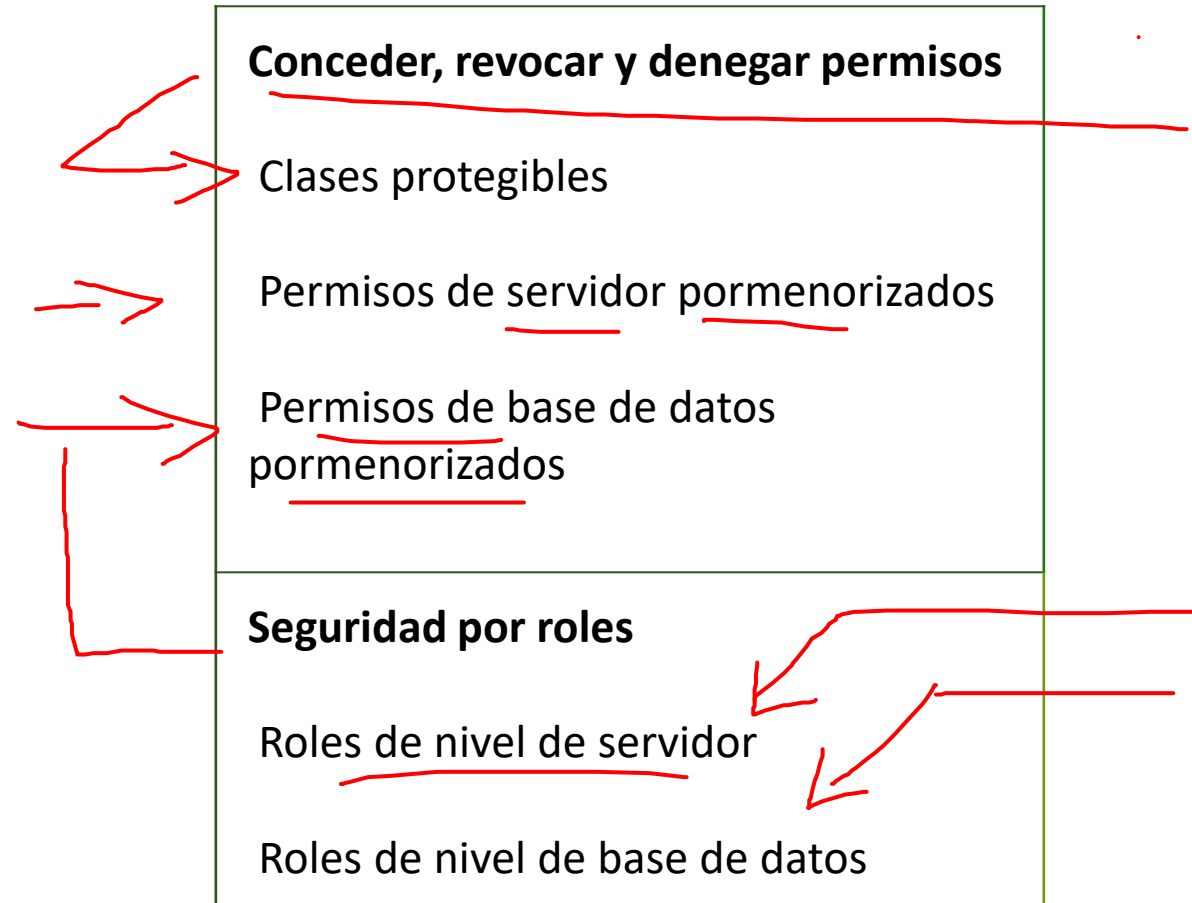 Conceder, revocar y denegar permisos
Clases protegibles
Permisos de servidor pormenorizados
Permisos de base de datos
pormenorizados
Seguridad por roles
Roles de nivel de servidor
Roles de nivel de base de datos